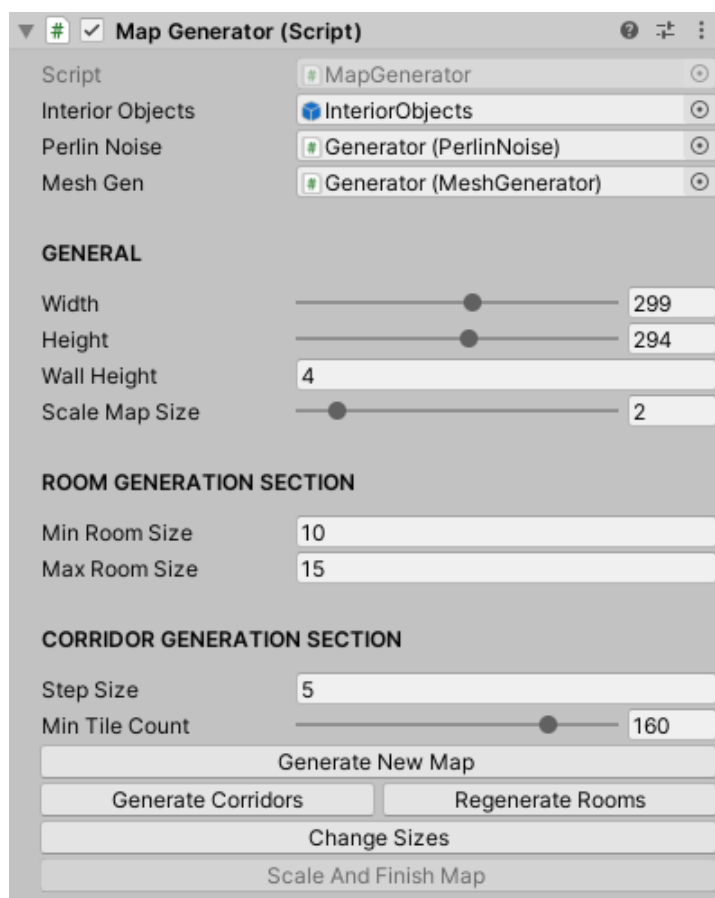 Map Generator (Script)
Script # MapGenerator
Interior Objects InteriorObjects
Perlin Noise # Generator (PerlinNoise)
Mesh Gen # Generator (MeshGenerator)
GENERAL
Width 299
Height 294
Wall Height 4
Scale Map Size 2
ROOM GENERATION SECTION
Min Room Size 10
Max Room Size 15
CORRIDOR GENERATION SECTION
Step Size 5
Min Tile Count 160
Generate New Map
Generate Corridors Regenerate Rooms
Change Sizes
Scale And Finish Map